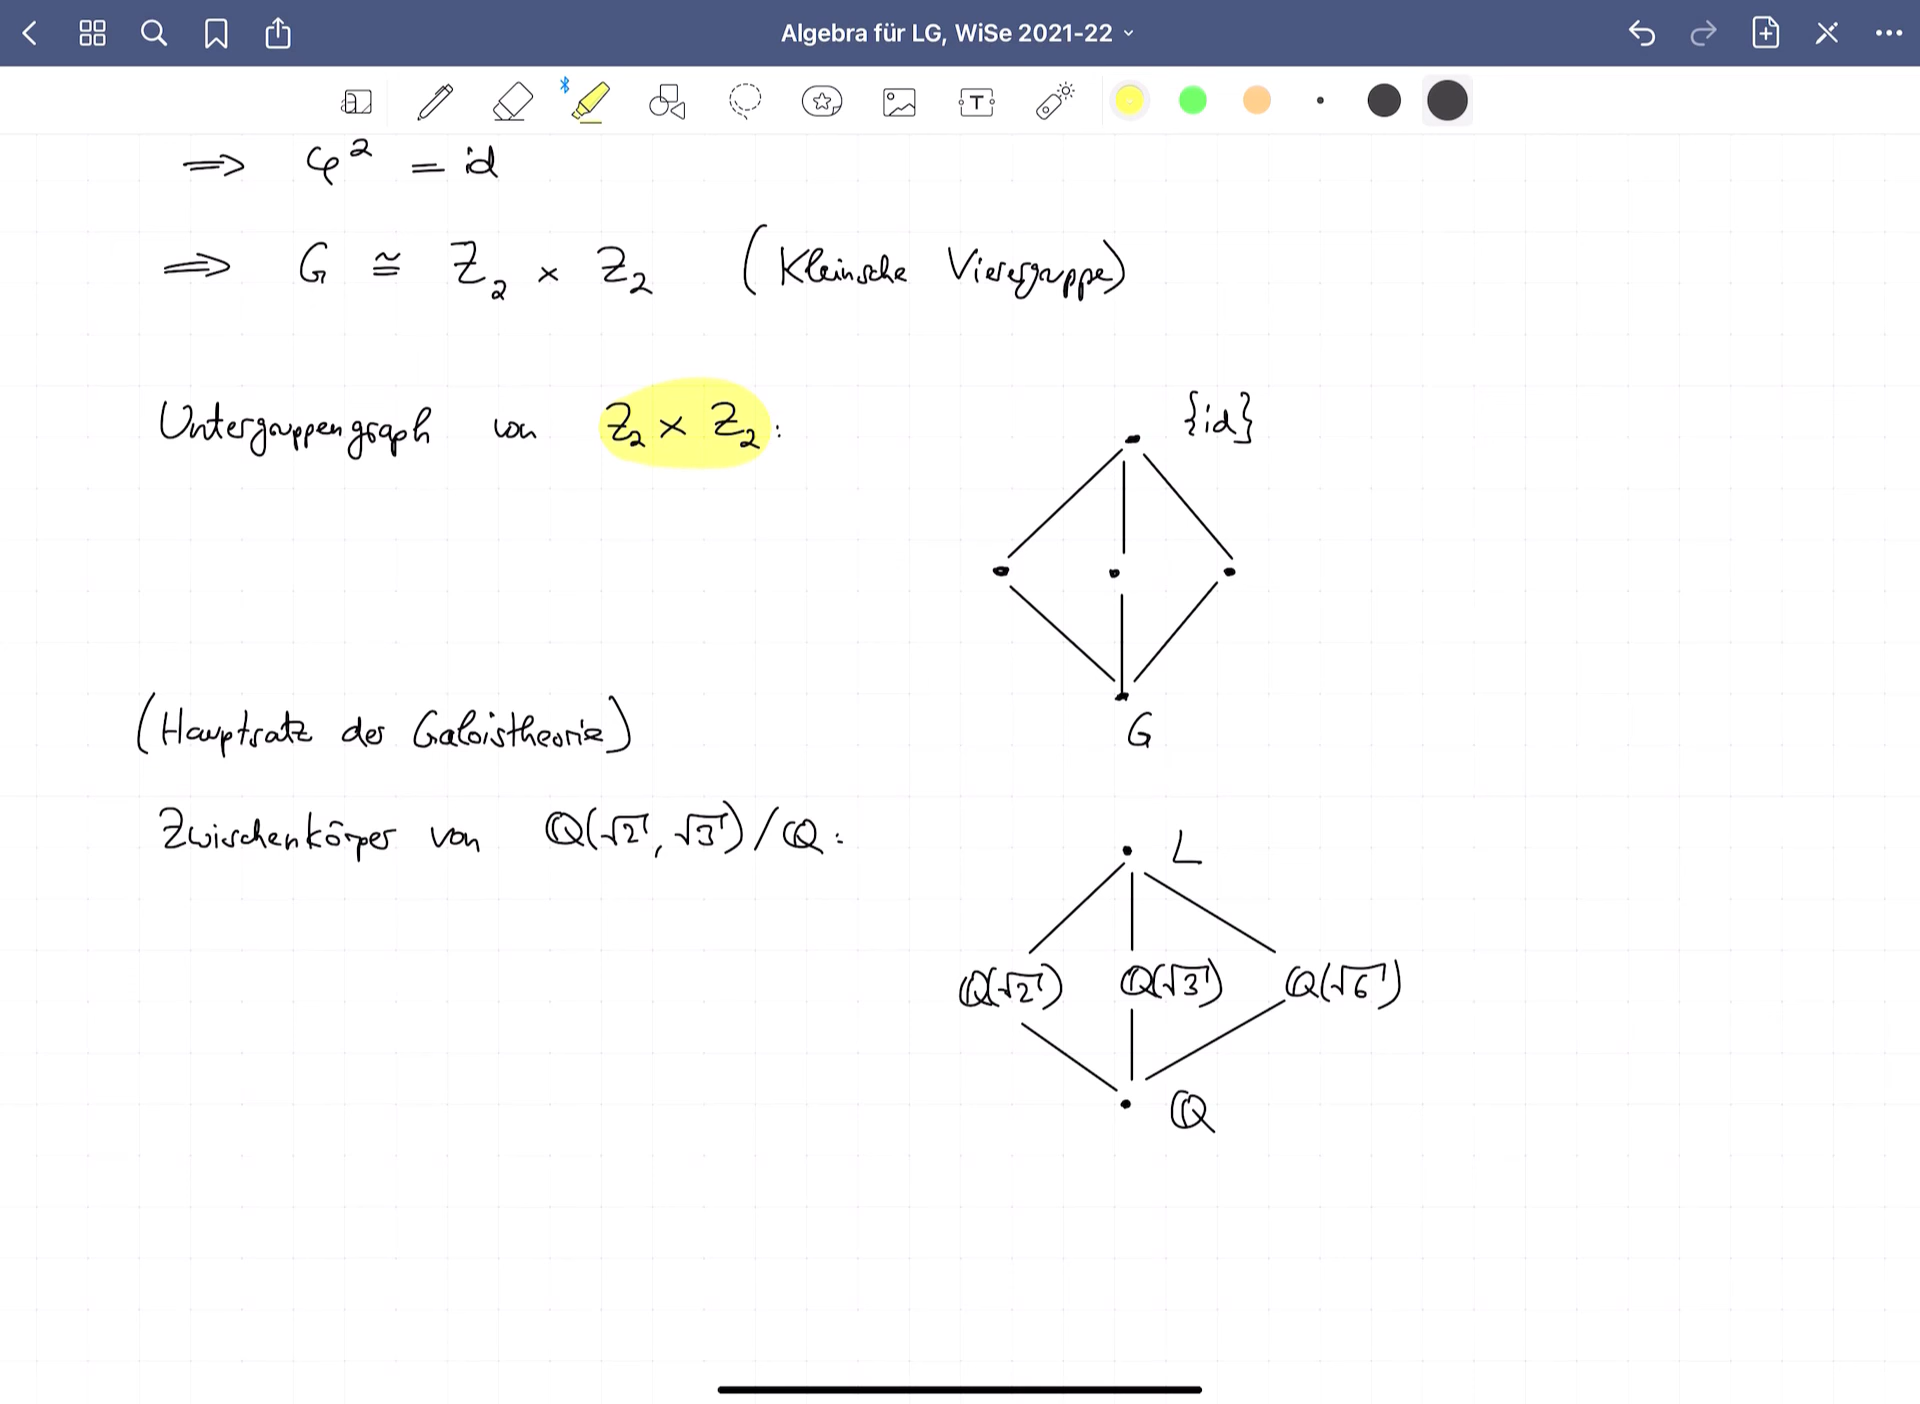 Algebra für LG, WiSe 2021-22
⇒ φ² = id
⇒ G ≅ Z₂ × Z₂ (Kleinsche Vierergruppe)
Untergruppengraph von Z₂ × Z₂:
{id}
G
(Hauptsatz der Galoistheorie)
Zwischenkörper von ℚ(√2, √3)/ℚ:
L
ℚ(√2) ℚ(√3) ℚ(√6)
ℚ